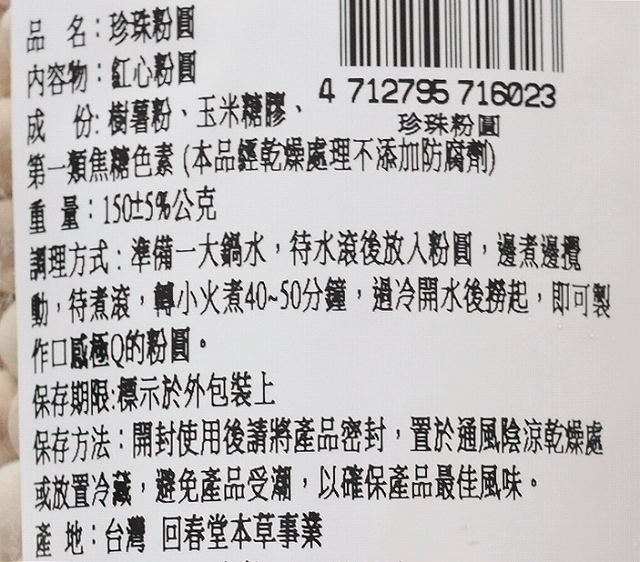 品 名：珍珠粉圓
內容物：紅心粉圓
成 份：樹薯粉、玉米糖膠、
4 712795 716023
珍珠粉圓
第一類焦糖色素 (本品經乾燥處理不添加防腐劑)
重 量：150±5%公克
調理方式：準備一大鍋水，待水滾後放入粉圓，邊煮邊攪
動，待煮滾，轉小火煮40~50分鐘，過冷開水後撈起，即可製
作口感極Q的粉圓。
保存期限:標示於外包裝上
保存方法：開封使用後請將產品密封，置於通風陰涼乾燥處
或放置冷藏，避免產品受潮，以確保產品最佳風味。
產 地：台灣 回春堂本草事業